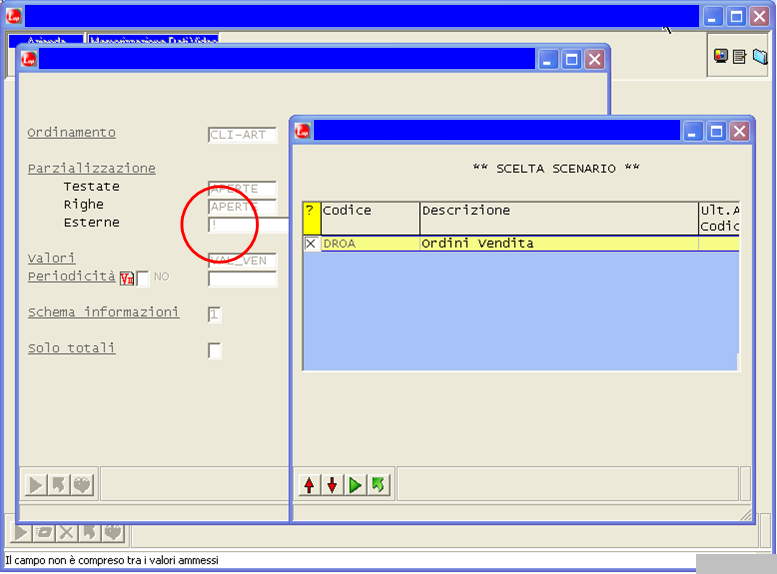 Azienda Memorizzazione Dati Video
Ordinamento CLI-ART
Parzializzazione
Testate APERTE
Righe APERTE
Esterne !
Valori VAL_VEN
Periodicità NO
Schema informazioni 1
Solo totali
** SCELTA SCENARIO **
? Codice Descrizione Ult.A
Codic
X DROA Ordini Vendita
Il campo non è compreso tra i valori ammessi